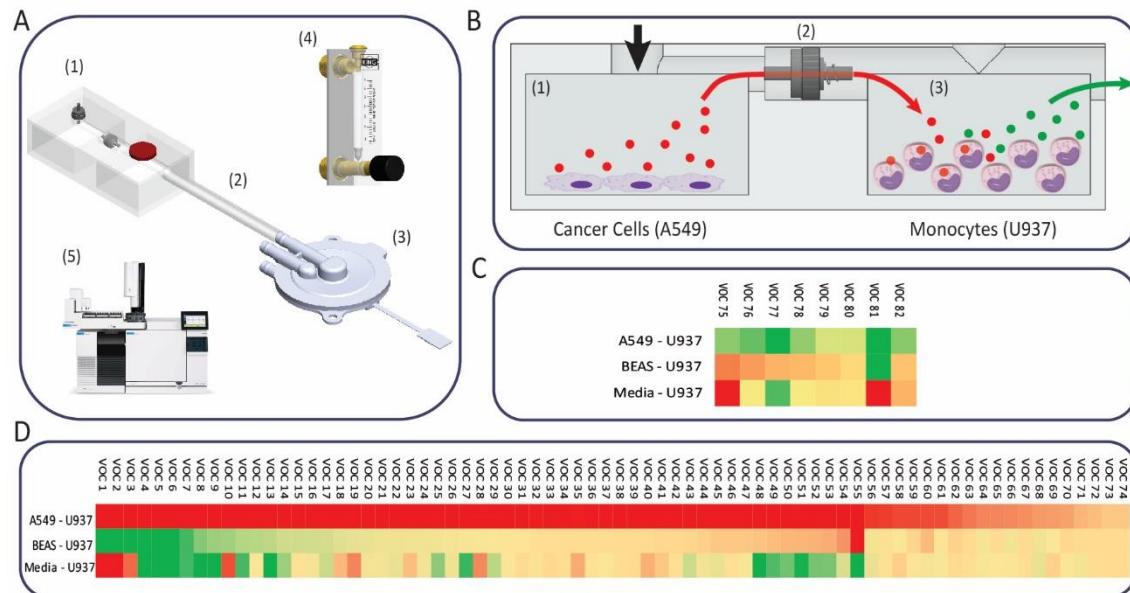 A
(1)
(2)
(3)
(4)
KING
(5)
B
(1)
(2)
(3)
Cancer Cells (A549)
Monocytes (U937)
C
VOC 75
VOC 76
VOC 77
VOC 78
VOC 79
VOC 80
VOC 81
VOC 82
A549 - U937
BEAS - U937
Media - U937
D
VOC 1
VOC 2
VOC 3
VOC 4
VOC 5
VOC 6
VOC 7
VOC 8
VOC 9
VOC 10
VOC 11
VOC 12
VOC 13
VOC 14
VOC 15
VOC 16
VOC 17
VOC 18
VOC 19
VOC 20
VOC 21
VOC 22
VOC 23
VOC 24
VOC 25
VOC 26
VOC 27
VOC 28
VOC 29
VOC 30
VOC 31
VOC 32
VOC 33
VOC 34
VOC 35
VOC 36
VOC 37
VOC 38
VOC 39
VOC 40
VOC 41
VOC 42
VOC 43
VOC 44
VOC 45
VOC 46
VOC 47
VOC 48
VOC 49
VOC 50
VOC 51
VOC 52
VOC 53
VOC 54
VOC 55
VOC 56
VOC 57
VOC 58
VOC 59
VOC 60
VOC 61
VOC 62
VOC 63
VOC 64
VOC 65
VOC 66
VOC 67
VOC 68
VOC 69
VOC 70
VOC 71
VOC 72
VOC 73
VOC 74
A549 - U937
BEAS - U937
Media - U937